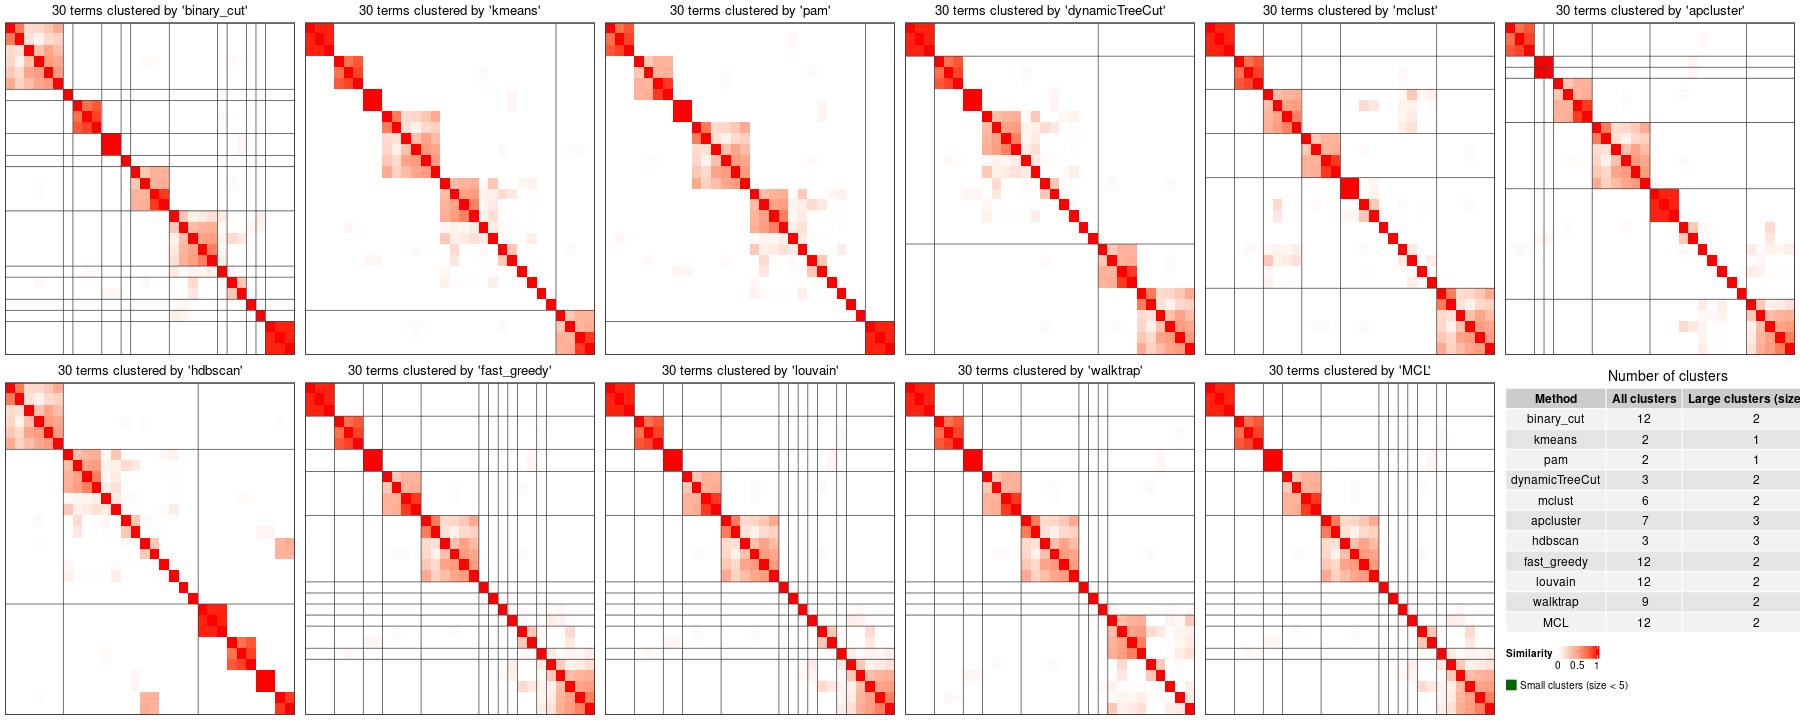 30 terms clustered by 'binary_cut'
30 terms clustered by 'kmeans'
30 terms clustered by 'pam'
30 terms clustered by 'dynamicTreeCut'
30 terms clustered by 'mclust'
30 terms clustered by 'apcluster'
30 terms clustered by 'hdbscan'
30 terms clustered by 'fast_greedy'
30 terms clustered by 'louvain'
30 terms clustered by 'walktrap'
30 terms clustered by 'MCL'
Number of clusters
Method All clusters Large clusters (size
binary_cut 12 2
kmeans 2 1
pam 2 1
dynamicTreeCut 3 2
mclust 6 2
apcluster 7 3
hdbscan 3 3
fast_greedy 12 2
louvain 12 2
walktrap 9 2
MCL 12 2
Similarity
0 0.5 1
Small clusters (size < 5)